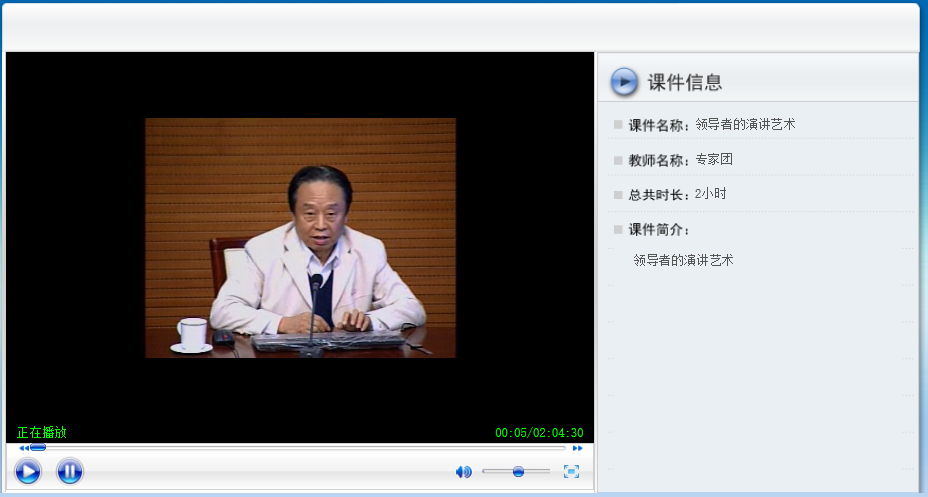 课件信息
课件名称：领导者的演讲艺术
教师名称：专家团
总共时长：2小时
课件简介：
领导者的演讲艺术
正在播放
00:05/02:04:30